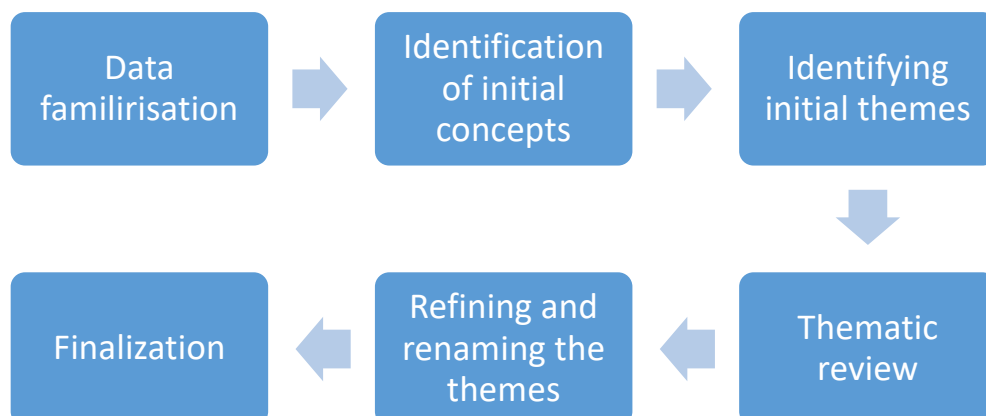 Data
familirisation
Identification
of initial
concepts
Identifying
initial themes
Thematic
review
Refining and
renaming the
themes
Finalization